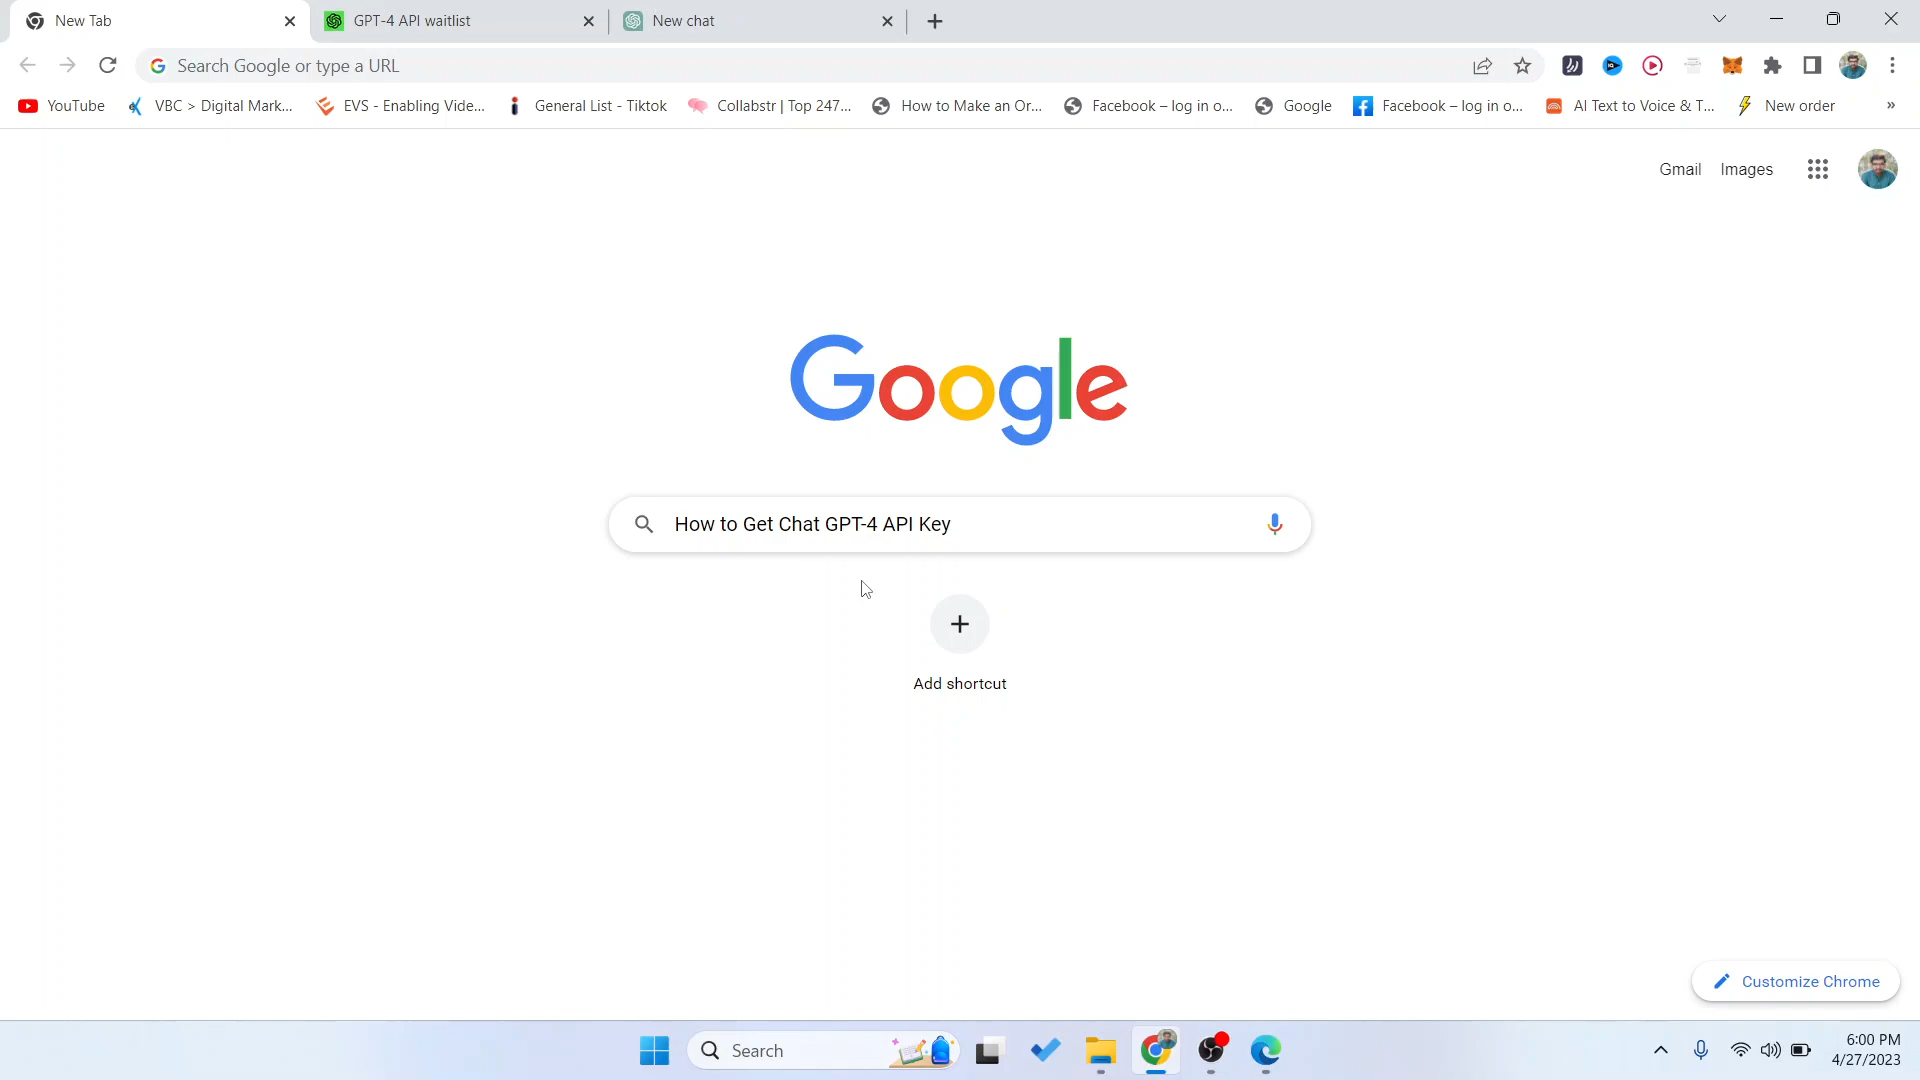 New Tab
GPT-4 API waitlist
New chat
Search Google or type a URL
YouTube
VBC > Digital Mark...
EVS - Enabling Vide...
General List - Tiktok
Collabstr | Top 247...
How to Make an Or...
Facebook – log in o...
Google
Facebook – log in o...
AI Text to Voice & T...
New order
»
Gmail
Images
Google
How to Get Chat GPT-4 API Key
Add shortcut
Customize Chrome
Search
6:00 PM
4/27/2023